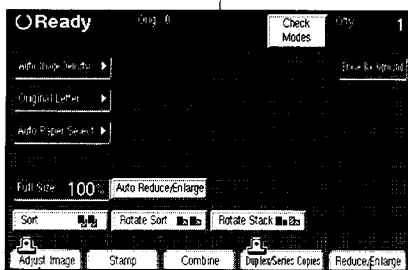 Ready Orig. 0 Check Modes Qty. 1
Auto Image Density
Erase Background
Original Letter
Auto Paper Select
Full Size 100% Auto Reduce/Enlarge
Sort Rotate Sort Rotate Stack
Adjust Image Stamp Combine Duplex/Series Copies Reduce/Enlarge